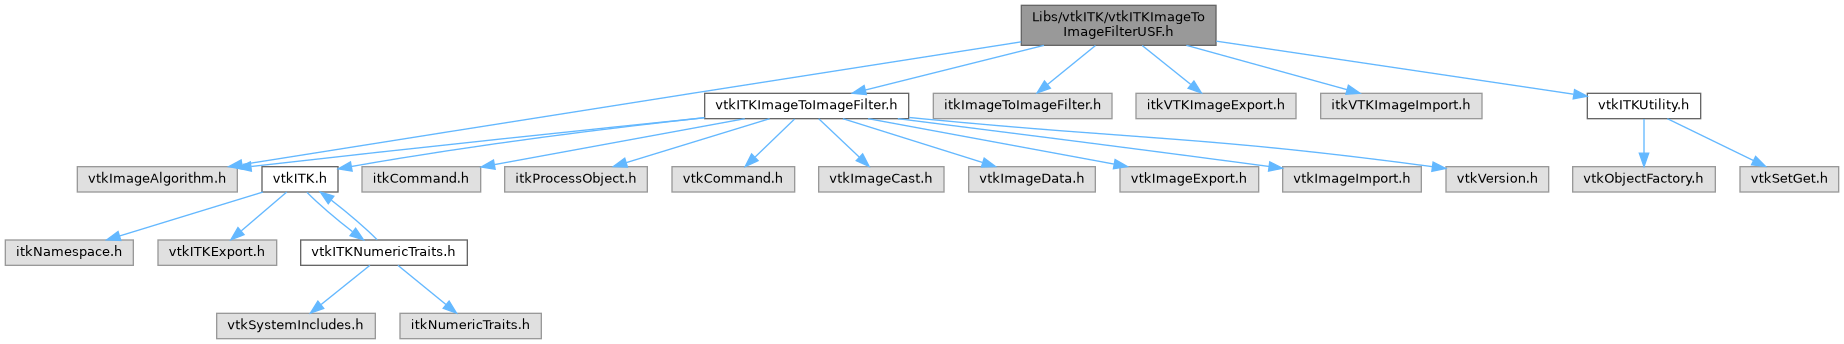 Libs/vtkITK/vtkITKImageTo
ImageFilterUSF.h
vtkITKImageToImageFilter.h
itkImageToImageFilter.h
itkVTKImageExport.h
itkVTKImageImport.h
vtkITKUtility.h
vtkImageAlgorithm.h
vtkITK.h
itkCommand.h
itkProcessObject.h
vtkCommand.h
vtkImageCast.h
vtkImageData.h
vtkImageExport.h
vtkImageImport.h
vtkVersion.h
vtkObjectFactory.h
vtkSetGet.h
itkNamespace.h
vtkITKExport.h
vtkITKNumericTraits.h
vtkSystemIncludes.h
itkNumericTraits.h